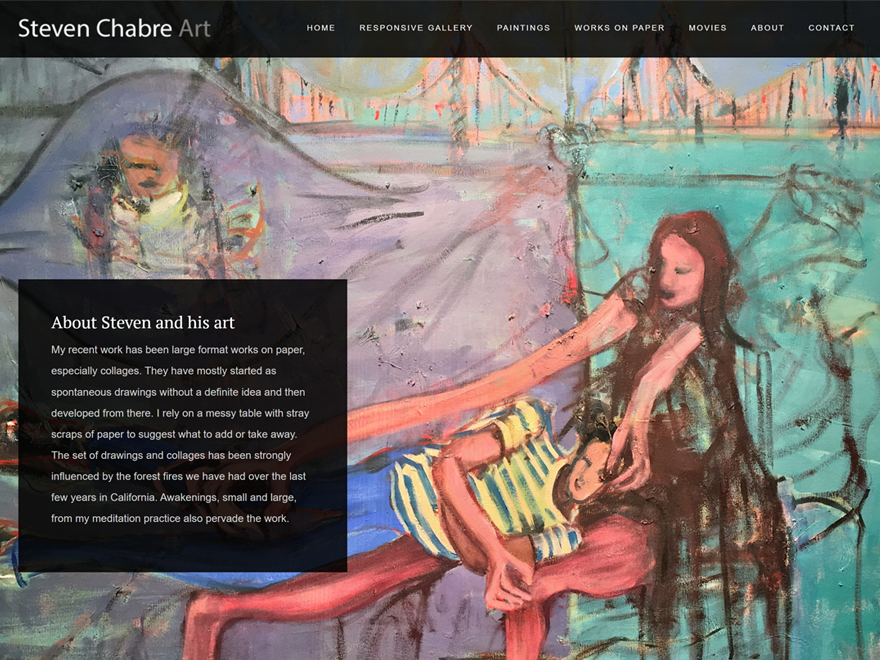 Steven Chabre Art
HOME RESPONSIVE GALLERY PAINTINGS WORKS ON PAPER MOVIES ABOUT CONTACT
About Steven and his art
My recent work has been large format works on paper,
especially collages. They have mostly started as
spontaneous drawings without a definite idea and then
developed from there. I rely on a messy table with stray
scraps of paper to suggest what to add or take away.
The set of drawings and collages has been strongly
influenced by the forest fires we have had over the last
few years in California. Awakenings, small and large,
from my meditation practice also pervade the work.